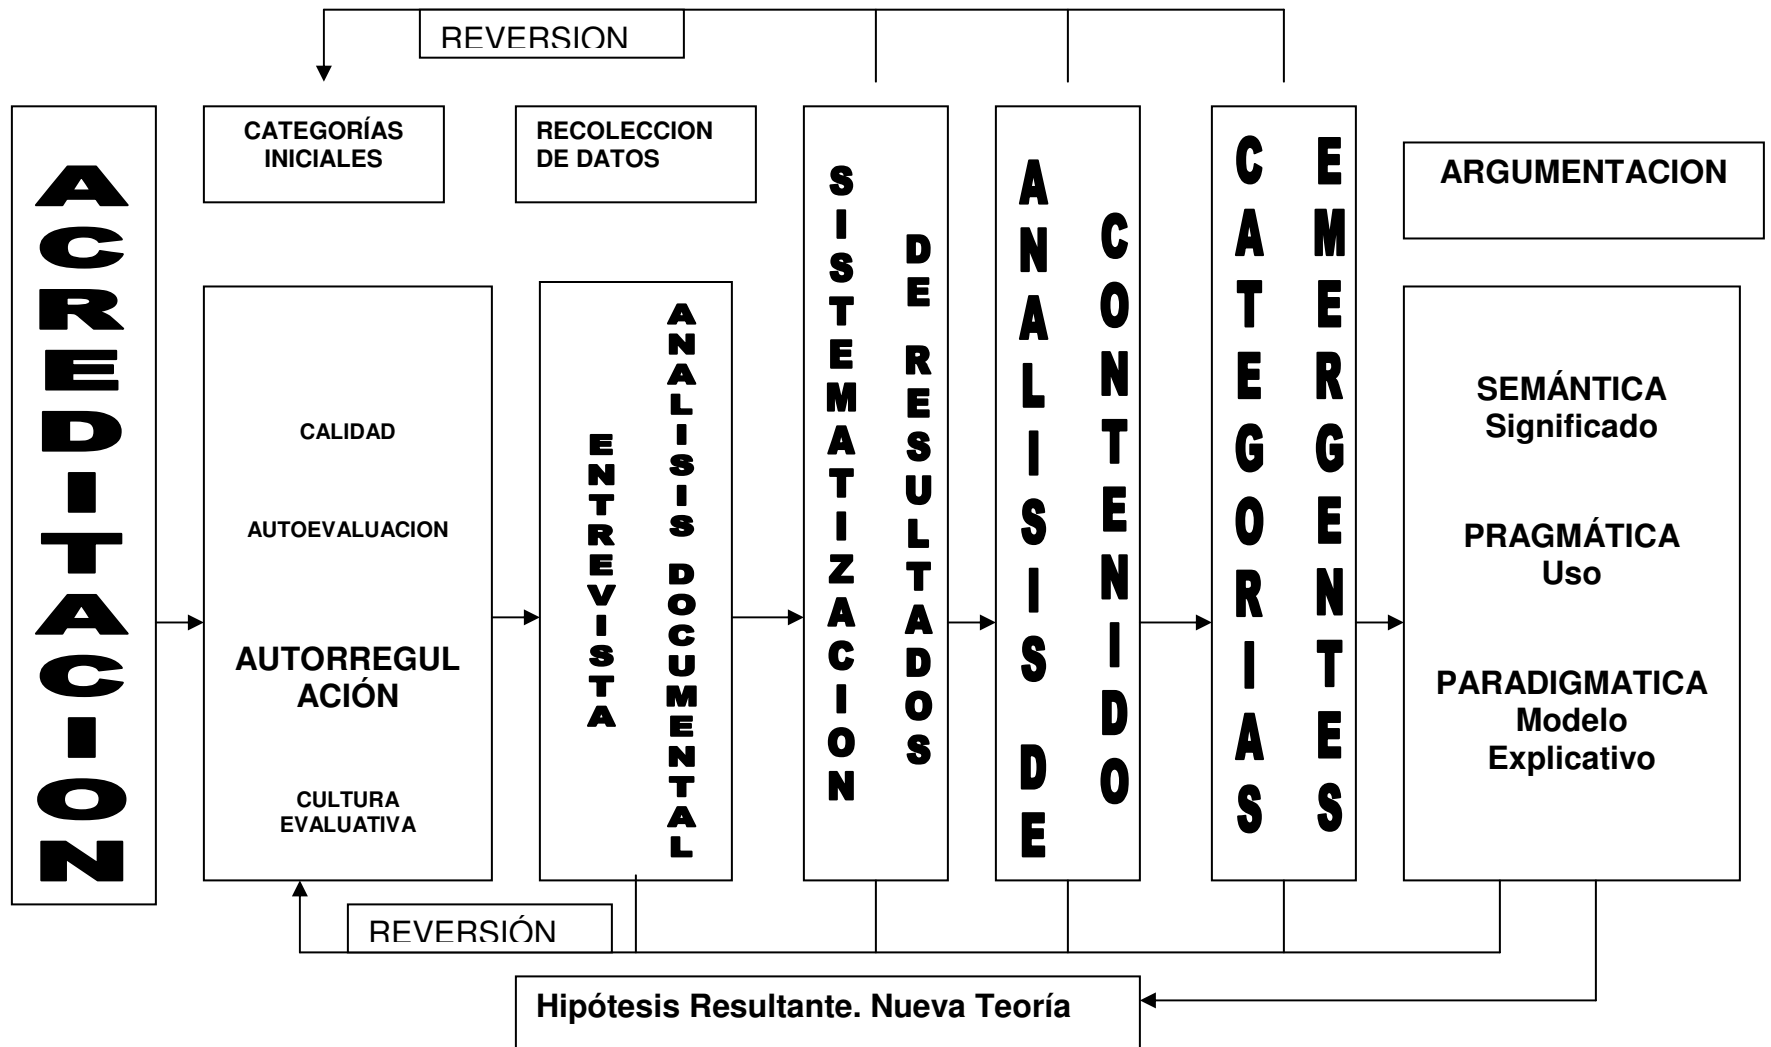 REVERSION
ACREDITACION
CATEGORÍAS
INICIALES
RECOLECCION
DE DATOS
CALIDAD
AUTOEVALUACION
AUTORREGUL
ACIÓN
CULTURA
EVALUATIVA
ENTREVISTA
ANALISIS DOCUMENTAL
SISTEMATIZACION
DE RESULTADOS
ANALISIS DE
CONTENIDO
CATEGORIAS
EMERGENTES
ARGUMENTACION
SEMÁNTICA
Significado
PRAGMÁTICA
Uso
PARADIGMATICA
Modelo
Explicativo
REVERSIÓN
Hipótesis Resultante. Nueva Teoría